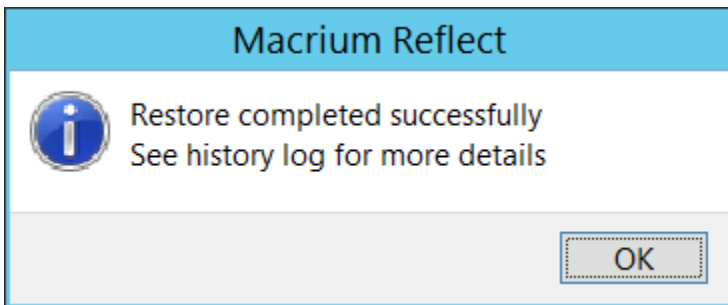 Macrium Reflect
Restore completed successfully
See history log for more details
OK